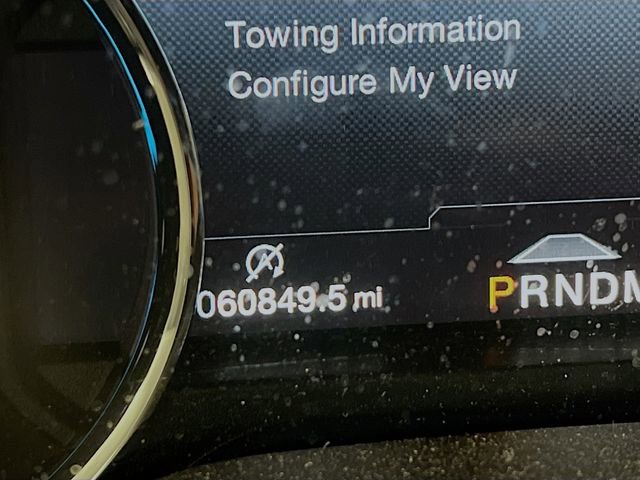 Towing Information
Configure My View
060849.5 mi
PRNDM